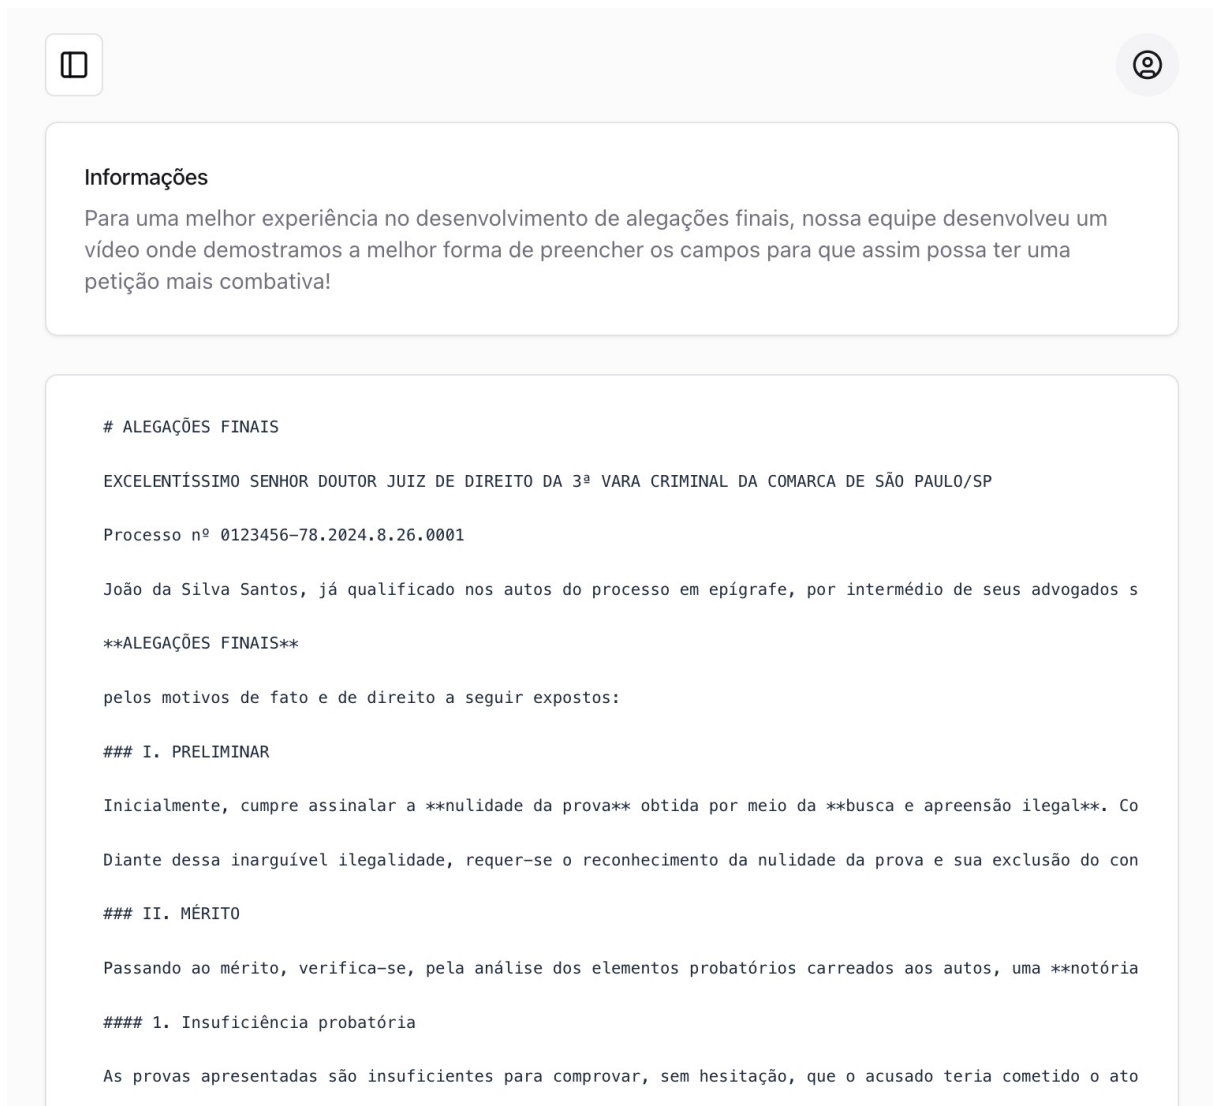 Informações
Para uma melhor experiência no desenvolvimento de alegações finais, nossa equipe desenvolveu um
vídeo onde demostramos a melhor forma de preencher os campos para que assim possa ter uma
petição mais combativa!
# ALEGAÇÕES FINAIS
EXCELENTÍSSIMO SENHOR DOUTOR JUIZ DE DIREITO DA 3ª VARA CRIMINAL DA COMARCA DE SÃO PAULO/SP
Processo nº 0123456-78.2024.8.26.0001
João da Silva Santos, já qualificado nos autos do processo em epígrafe, por intermédio de seus advogados s
**ALEGAÇÕES FINAIS**
pelos motivos de fato e de direito a seguir expostos:
### I. PRELIMINAR
Inicialmente, cumpre assinalar a **nulidade da prova** obtida por meio da **busca e apreensão ilegal**. Co
Diante dessa inarguível ilegalidade, requer-se o reconhecimento da nulidade da prova e sua exclusão do con
### II. MÉRITO
Passando ao mérito, verifica-se, pela análise dos elementos probatórios carreados aos autos, uma **notória
#### 1. Insuficiência probatória
As provas apresentadas são insuficientes para comprovar, sem hesitação, que o acusado teria cometido o ato